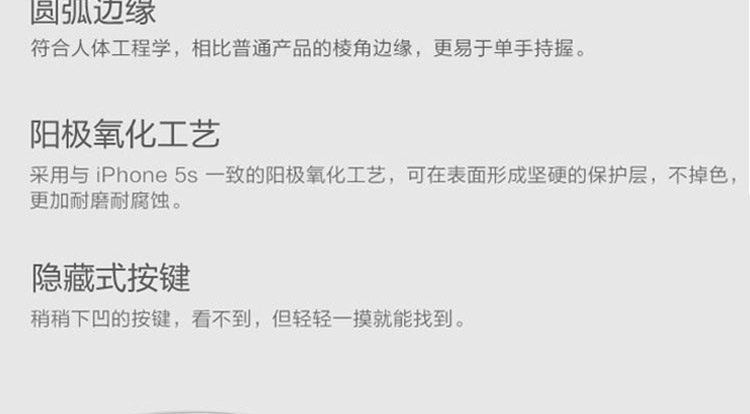 圆弧边缘
符合人体工程学，相比普通产品的棱角边缘，更易于单手持握。
阳极氧化工艺
采用与 iPhone 5s 一致的阳极氧化工艺，可在表面形成坚硬的保护层，不掉色，
更加耐磨耐腐蚀。
隐藏式按键
稍稍下凹的按键，看不到，但轻轻一摸就能找到。